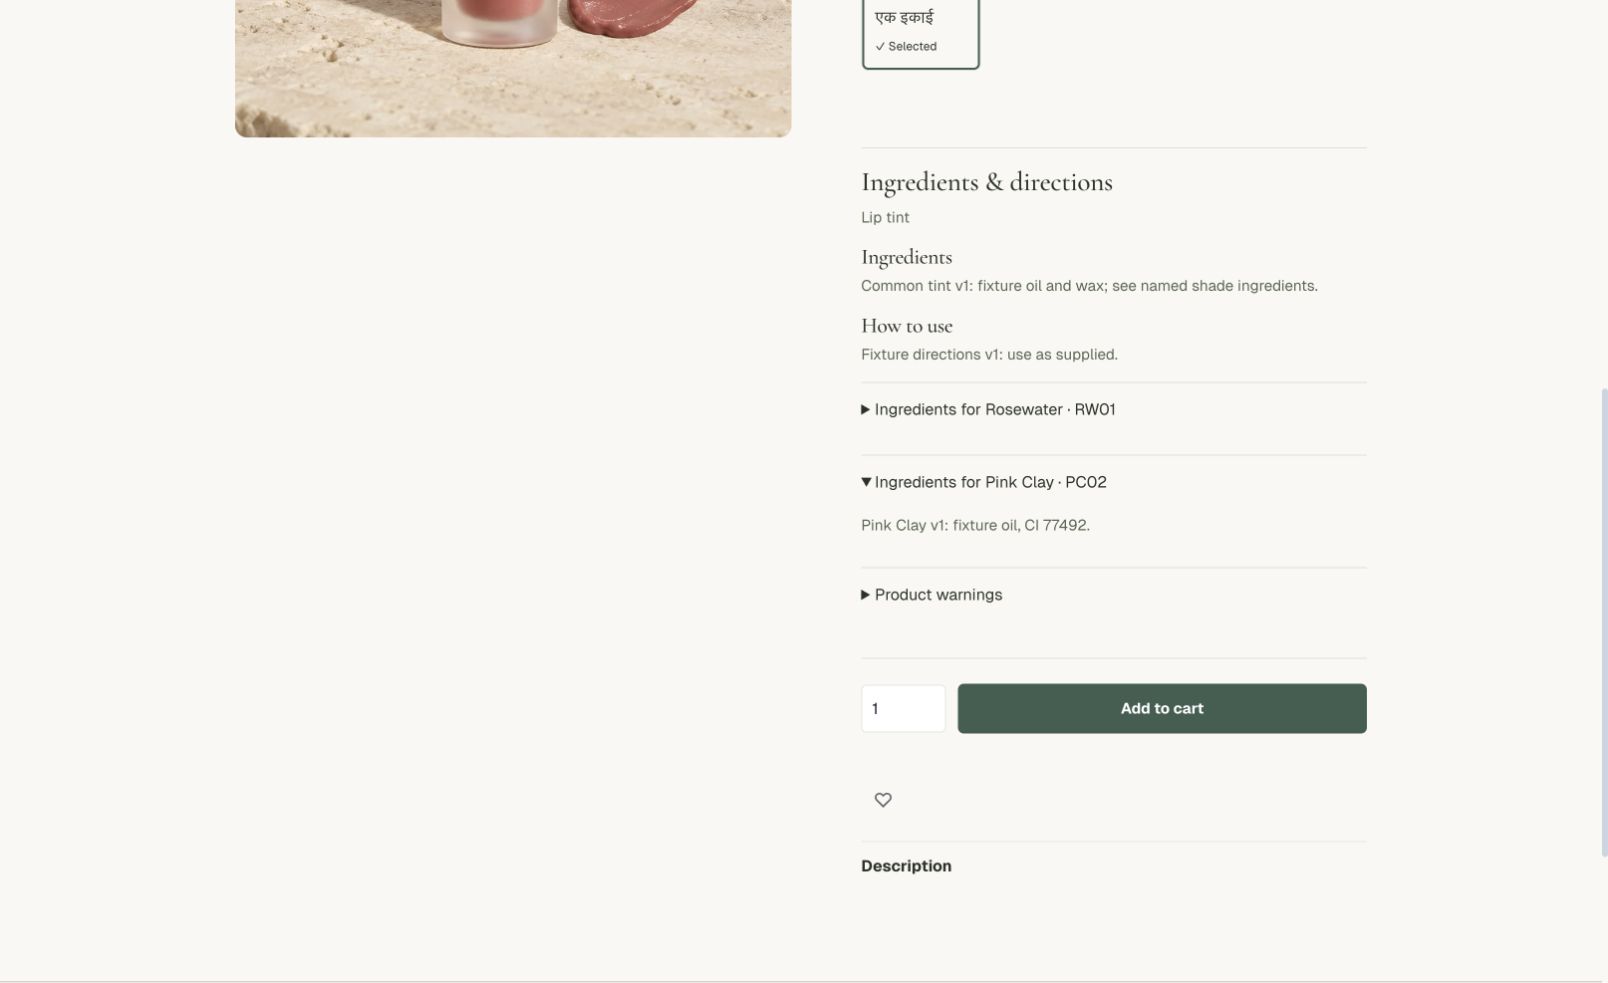 एक इकाई
✓ Selected
Ingredients & directions
Lip tint
Ingredients
Common tint v1: fixture oil and wax; see named shade ingredients.
How to use
Fixture directions v1: use as supplied.
▶ Ingredients for Rosewater · RW01
▼ Ingredients for Pink Clay · PC02
Pink Clay v1: fixture oil, CI 77492.
▶ Product warnings
1
Add to cart
Description